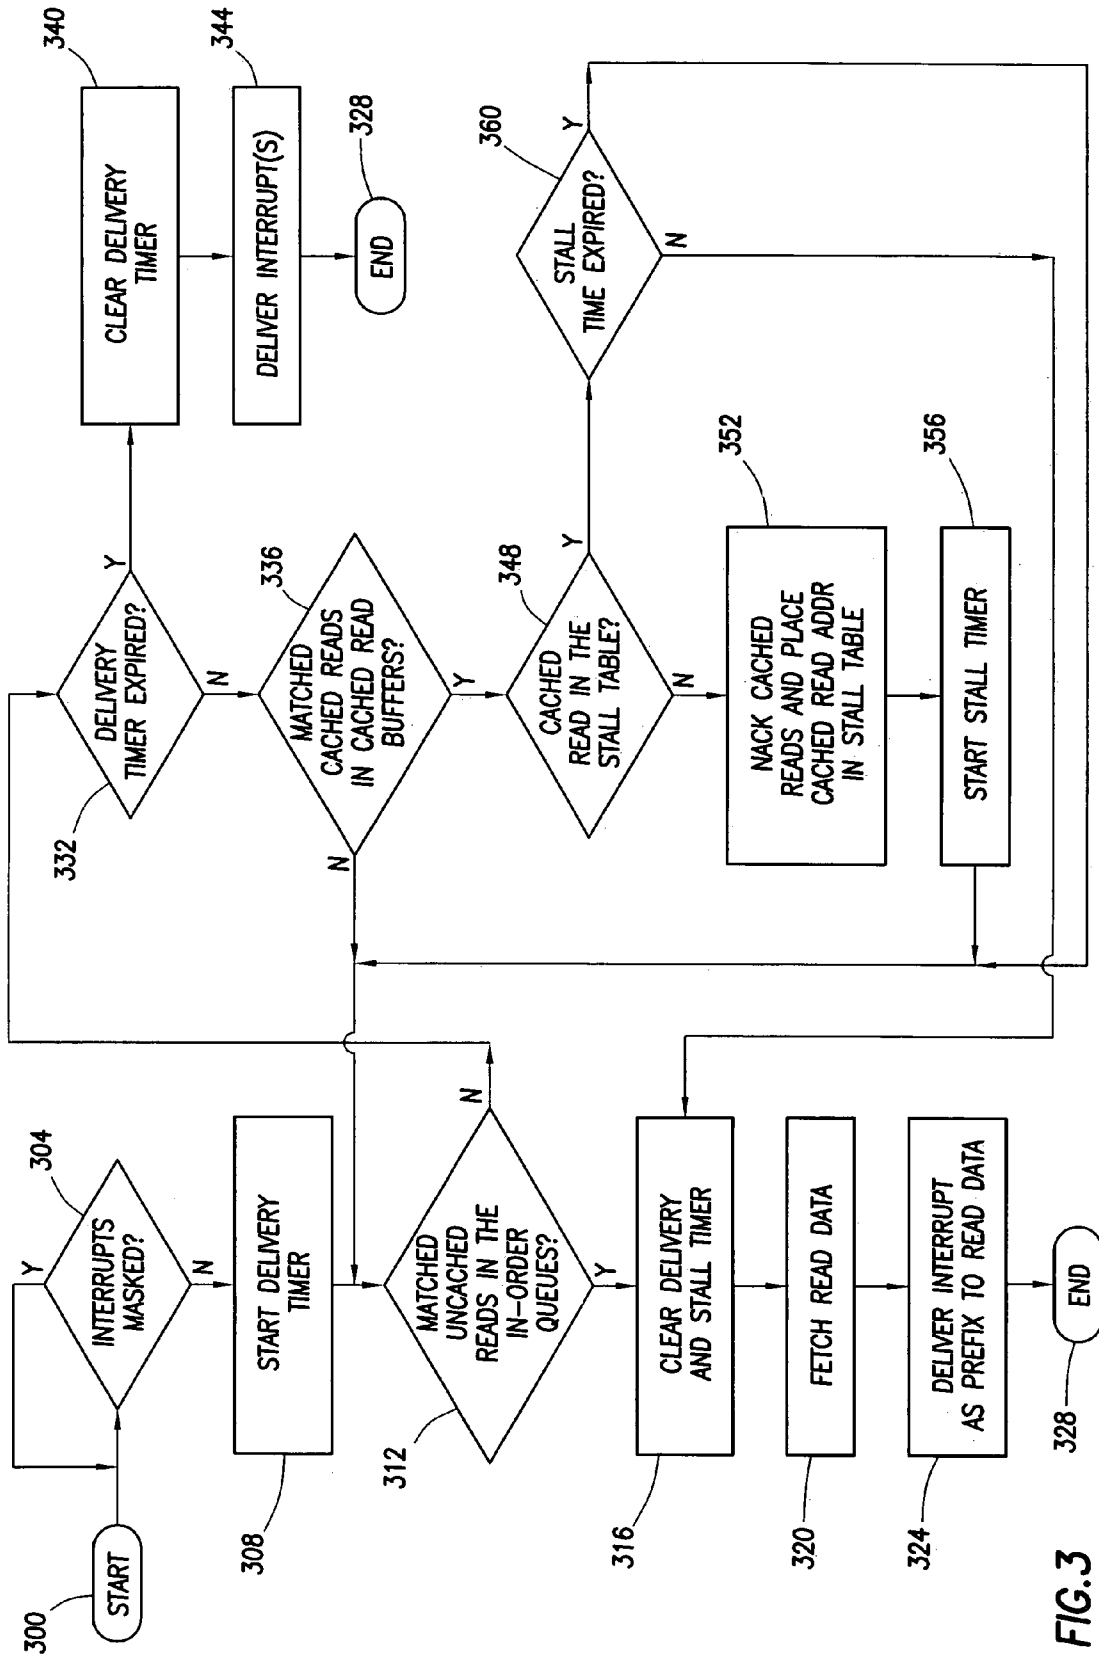 300
START
Y
304
INTERRUPTS
MASKED?
N
308
START DELIVERY
TIMER
312
MATCHED
UNCACHED
READS IN THE
IN-ORDER
QUEUES?
N
Y
316
CLEAR DELIVERY
AND STALL TIMER
320
FETCH READ DATA
324
DELIVER INTERRUPT
AS PREFIX TO READ DATA
328
END
332
DELIVERY
TIMER EXPIRED?
Y
N
340
CLEAR DELIVERY
TIMER
344
DELIVER INTERRUPT(S)
328
END
336
MATCHED
CACHED READS
IN CACHED READ
BUFFERS?
N
Y
348
CACHED
READ IN THE
STALL TABLE?
Y
N
352
NACK CACHED
READS AND PLACE
CACHED READ ADDR
IN STALL TABLE
356
START STALL TIMER
360
STALL
TIME EXPIRED?
Y
N
FIG.3